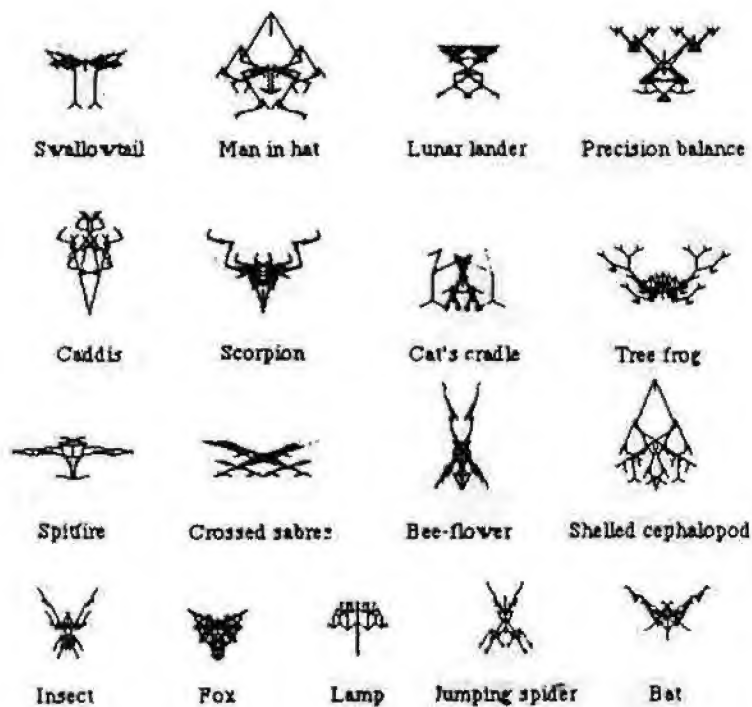 Swallowtail Man in hat Lunar lander Precision balance
Caddis Scorpion Cat's cradle Tree frog
Spitfire Crossed sabres Bee-flower Shelled cephalopod
Insect Fox Lamp Jumping spider Bat